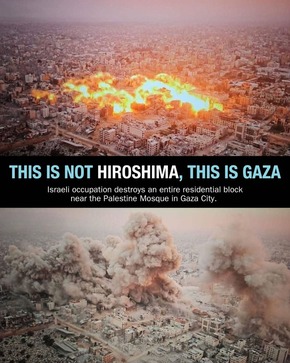 THIS IS NOT HIROSHIMA, THIS IS GAZA
Israeli occupation destroys an entire residential block
near the Palestine Mosque in Gaza City.